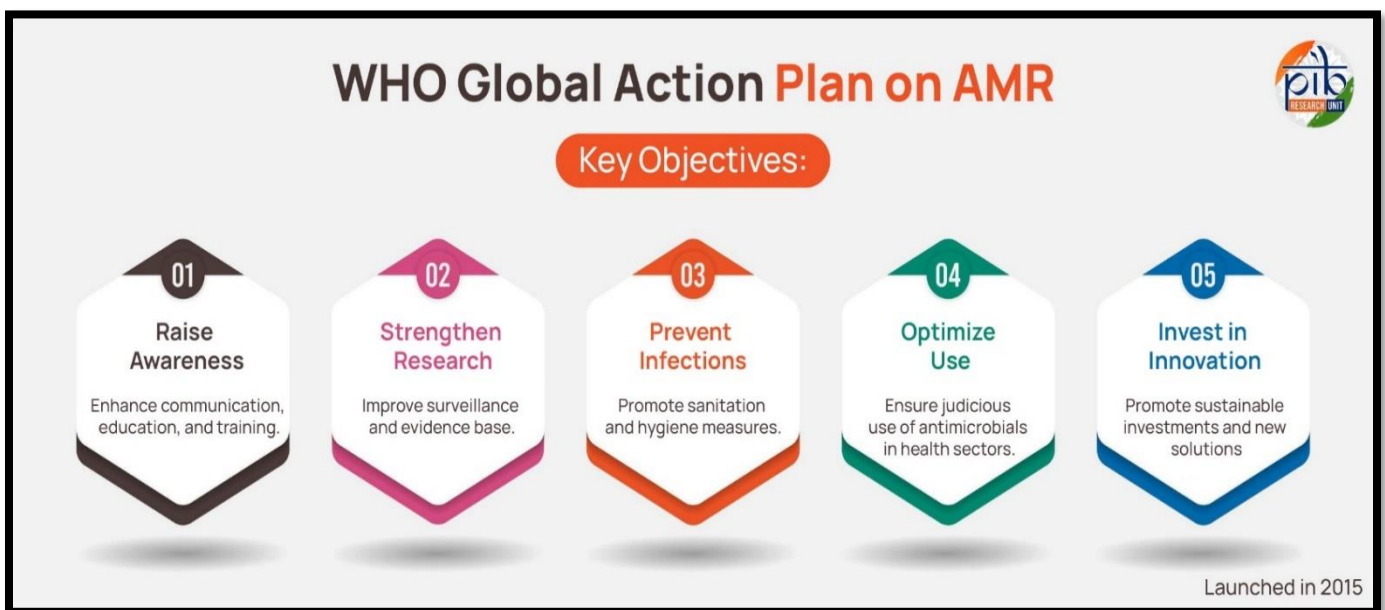 WHO Global Action Plan on AMR
pib
RESEARCH UNIT
Key Objectives:
01
Raise
Awareness
Enhance communication,
education, and training.
02
Strengthen
Research
Improve surveillance
and evidence base.
03
Prevent
Infections
Promote sanitation
and hygiene measures.
04
Optimize
Use
Ensure judicious
use of antimicrobials
in health sectors.
05
Invest in
Innovation
Promote sustainable
investments and new
solutions
Launched in 2015